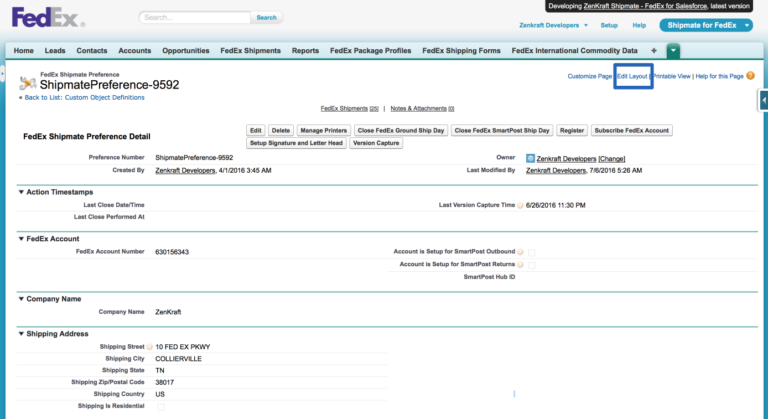 Developing ZenKraft Shipmate - FedEx for Salesforce, latest version
FedEx
Search...
Search
Zenkraft Developers
Setup
Help
Shipmate for FedEx
Home Leads Contacts Accounts Opportunities FedEx Shipments Reports FedEx Package Profiles FedEx Shipping Forms FedEx International Commodity Data +
FedEx Shipmate Preference
ShipmatePreference-9592
Customize Page | Edit Layout | Printable View | Help for this Page
« Back to List: Custom Object Definitions
FedEx Shipments [25] | Notes & Attachments [0]
FedEx Shipmate Preference Detail
Edit Delete Manage Printers Close FedEx Ground Ship Day Close FedEx SmartPost Ship Day Register Subscribe FedEx Account
Setup Signature and Letter Head Version Capture
Preference Number ShipmatePreference-9592 Owner Zenkraft Developers [Change]
Created By Zenkraft Developers, 4/1/2016 3:45 AM Last Modified By Zenkraft Developers, 7/6/2016 5:26 AM
Action Timestamps
Last Close Date/Time Last Version Capture Time 6/26/2016 11:30 PM
Last Close Performed At
FedEx Account
FedEx Account Number 630156343 Account is Setup for SmartPost Outbound
Account is Setup for SmartPost Returns
SmartPost Hub ID
Company Name
Company Name ZenKraft
Shipping Address
Shipping Street 10 FED EX PKWY
Shipping City COLLIERVILLE
Shipping State TN
Shipping Zip/Postal Code 38017
Shipping Country US
Shipping Is Residential